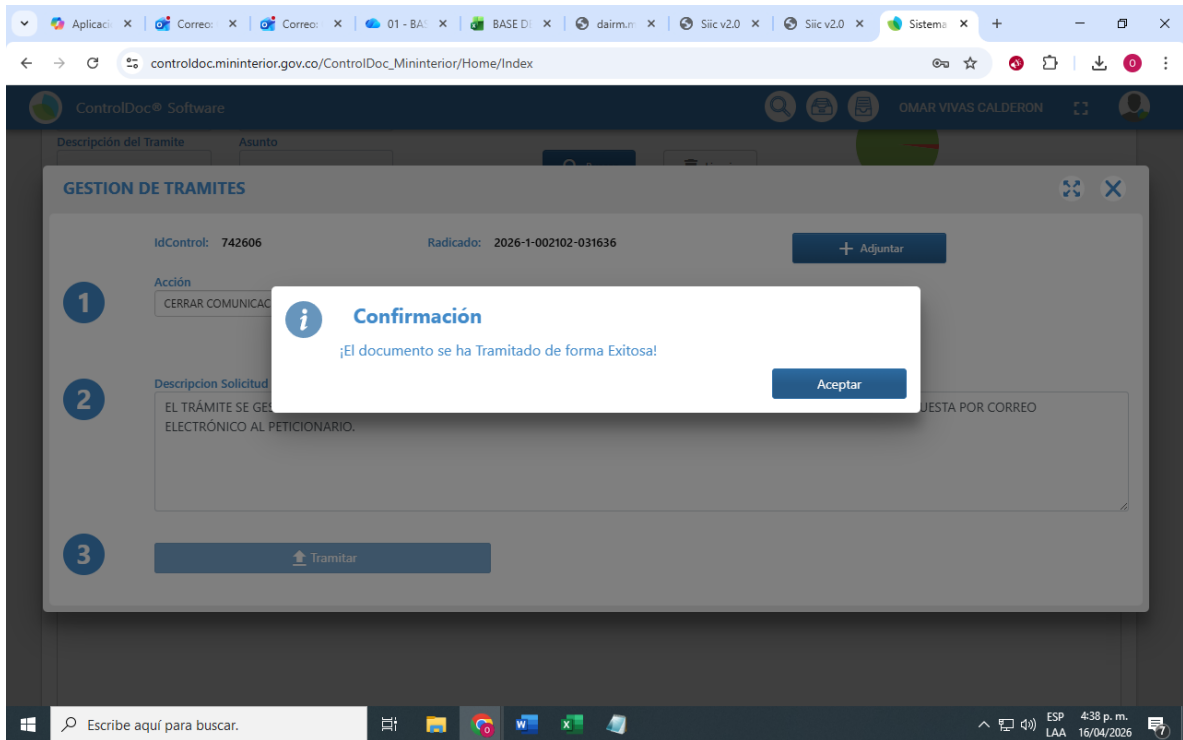 Aplicaci
Correo:
Correo:
01 - BAS
BASE DE
dairm.m
Siic v2.0
Siic v2.0
Sistema
controldoc.mininterior.gov.co/ControlDoc_Mininterior/Home/Index
O
ControlDoc® Software
OMAR VIVAS CALDERON
Descripción del Tramite
Asunto
GESTION DE TRAMITES
IdControl: 742606
Radicado: 2026-1-002102-031636
+ Adjuntar
1
Acción
CERRAR COMUNICAC
i
Confirmación
¡El documento se ha Tramitado de forma Exitosa!
Aceptar
2
Descripcion Solicitud
EL TRÁMITE SE GES
UESTA POR CORREO
ELECTRÓNICO AL PETICIONARIO.
3
Tramitar
Escribe aquí para buscar.
ESP
LAA
4:38 p. m.
16/04/2026
7